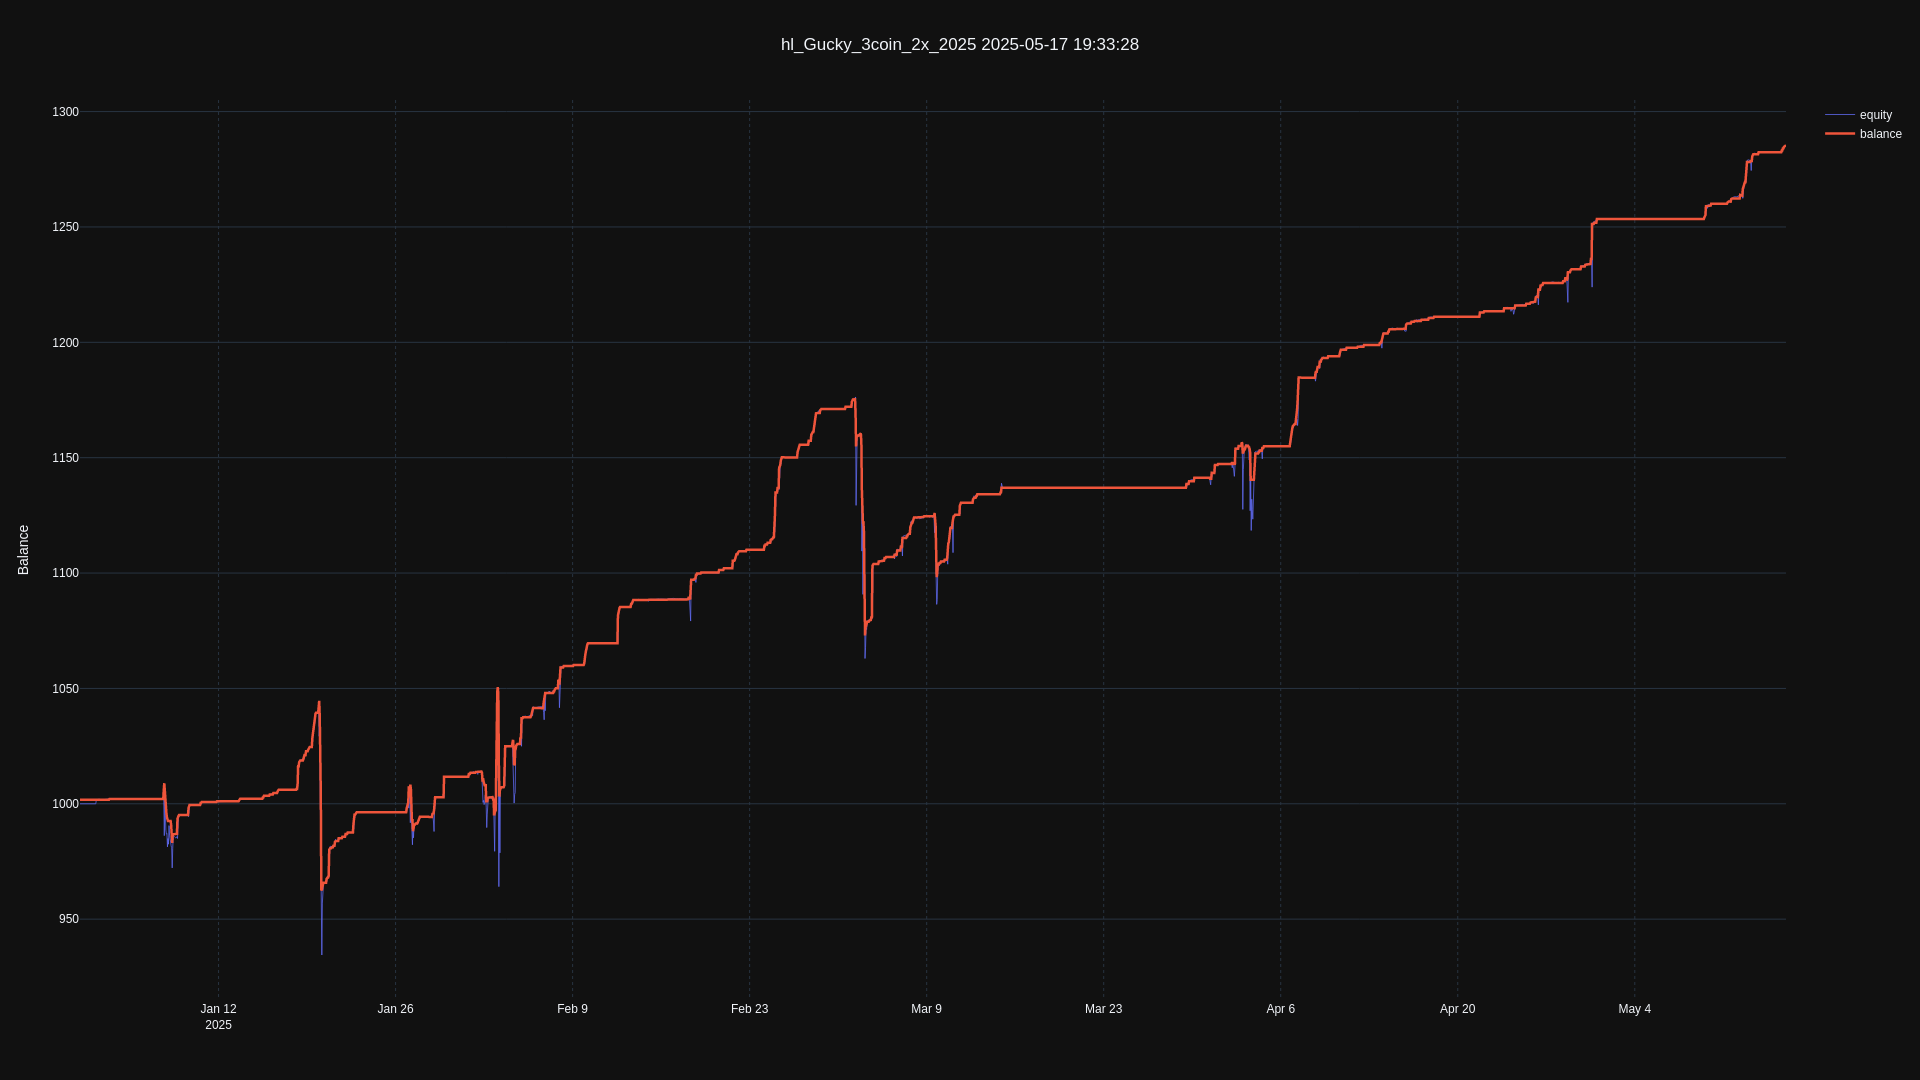 hl_Gucky_3coin_2x_2025 2025-05-17 19:33:28
equity
balance
1300
1250
1200
1150
1100
1050
1000
950
Balance
Jan 12
2025
Jan 26
Feb 9
Feb 23
Mar 9
Mar 23
Apr 6
Apr 20
May 4